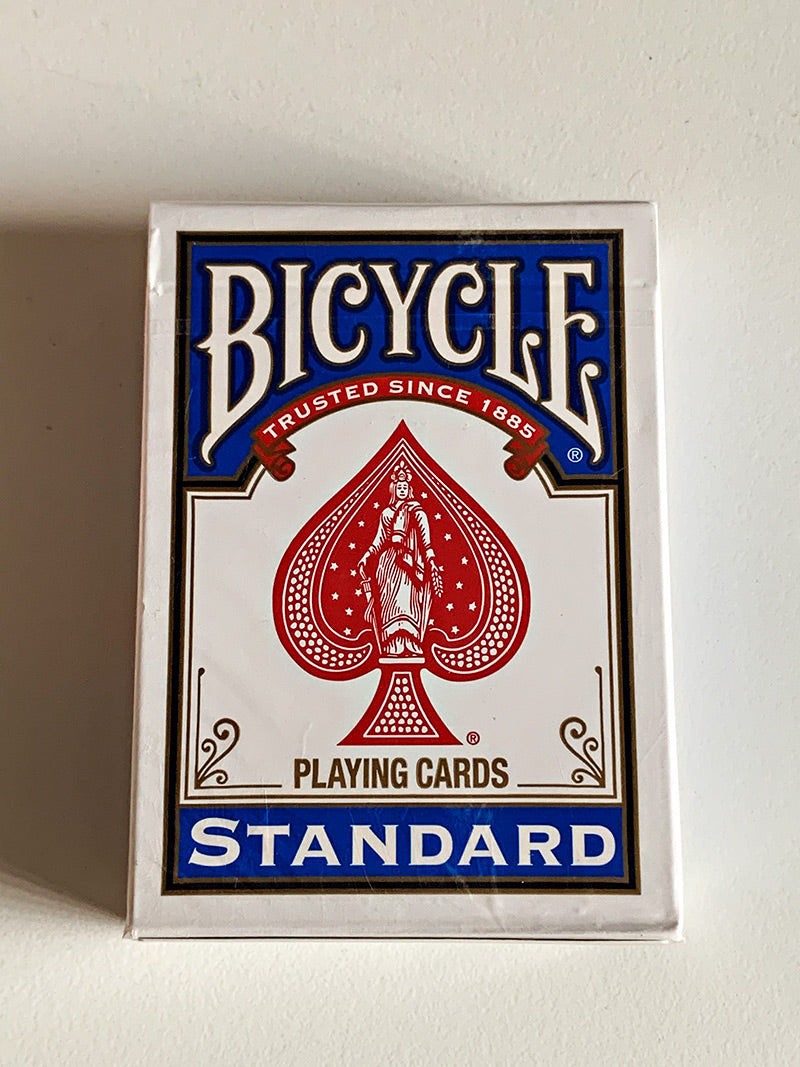 BICYCLE
TRUSTED SINCE 1885
®
®
PLAYING CARDS
STANDARD